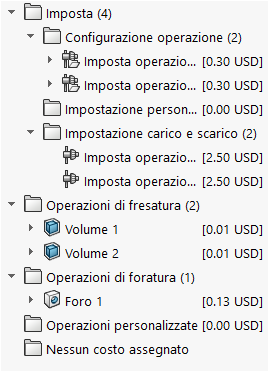 Imposta (4)
Configurazione operazione (2)
Imposta operazio... [0.30 USD]
Imposta operazio... [0.30 USD]
Impostazione person... [0.00 USD]
Impostazione carico e scarico (2)
Imposta operazio... [2.50 USD]
Imposta operazio... [2.50 USD]
Operazioni di fresatura (2)
Volume 1 [0.01 USD]
Volume 2 [0.01 USD]
Operazioni di foratura (1)
Foro 1 [0.13 USD]
Operazioni personalizzate [0.00 USD]
Nessun costo assegnato